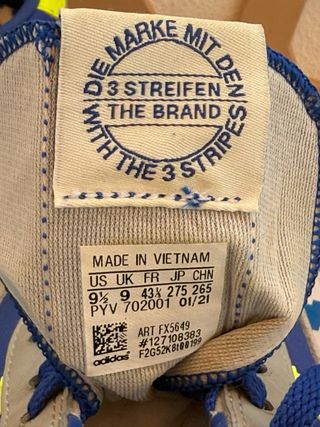 DIE MARKE MIT DEN
3 STREIFEN
THE BRAND
WITH THE 3 STRIPES
MADE IN VIETNAM
US UK FR JP CHN
9½ 9 43⅓ 275 265
PYV 702001 01/21
ART FX5649
#127108383
adidas